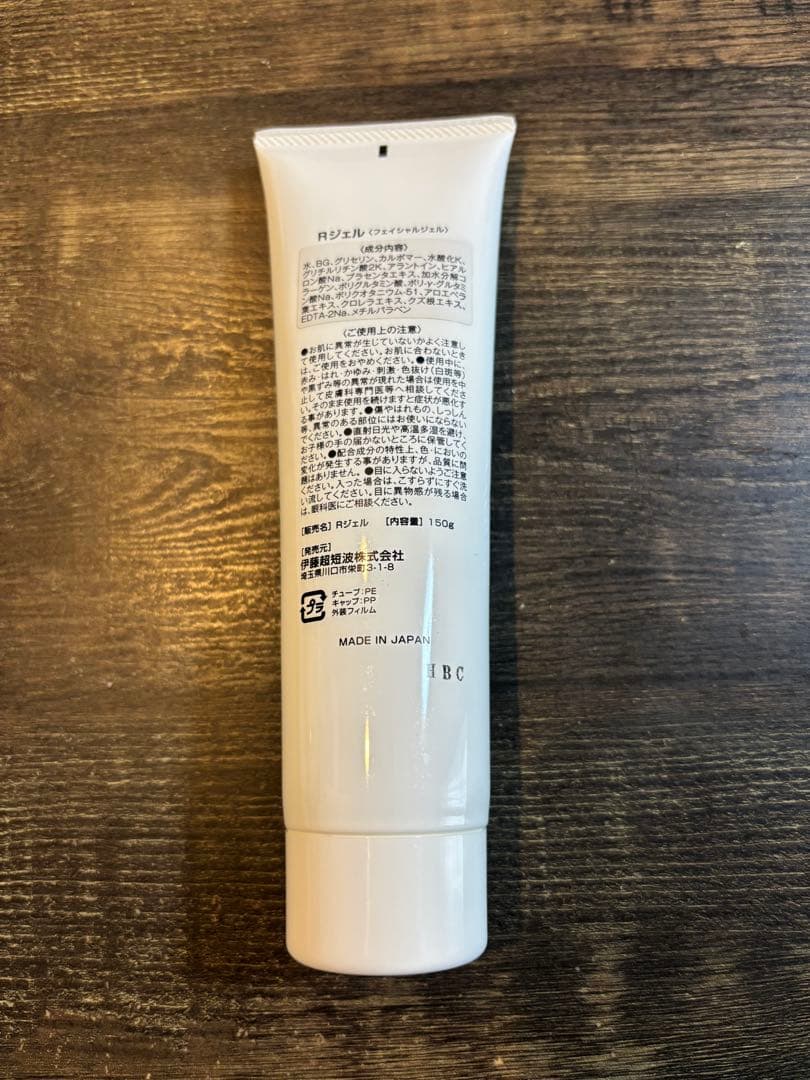 Rジェル〈フェイシャルジェル〉
〈成分内容〉
水、BG、グリセリン、カルボマー、水酸化K、
グリチルリチン酸2K、アラントイン、ヒアル
ロン酸Na、プラセンタエキス、加水分解コ
ラーゲン、ポリグルタミン酸、ポリ-γ-グルタミ
ン酸Na、ポリクオタニウム-51、アロエベラ
葉エキス、クロレラエキス、クズ根エキス、
EDTA-2Na、メチルパラベン
〈ご使用上の注意〉
●お肌に異常が生じていないかよく注意し
て使用してください。お肌に合わないとき
は、ご使用をおやめください。●使用中に、
赤み・はれ・かゆみ・刺激・色抜け(白斑等)
や黒ずみ等の異常が現れた場合は使用を中
止して皮膚科専門医等へ相談してくださ
い。そのまま使用を続けますと症状が悪化す
る事があります。●傷やはれもの、しっしん
等、異常のある部位にはお使いにならない
でください。●直射日光や高温多湿を避け、
お子様の手の届かないところに保管してく
ださい。●配合成分の特性上、色・においの
変化が発生する事がありますが、品質に問
題はありません。●目に入らないようご注意
ください。入った場合は、こすらずにすぐ洗
い流してください。目に異物感が残る場合
は、眼科医にご相談ください。
[販売名] Rジェル [内容量] 150g
[発売元]
伊藤超短波株式会社
埼玉県川口市栄町3-1-8
プラ
チューブ:PE
キャップ:PP
外装フィルム
MADE IN JAPAN
HBC